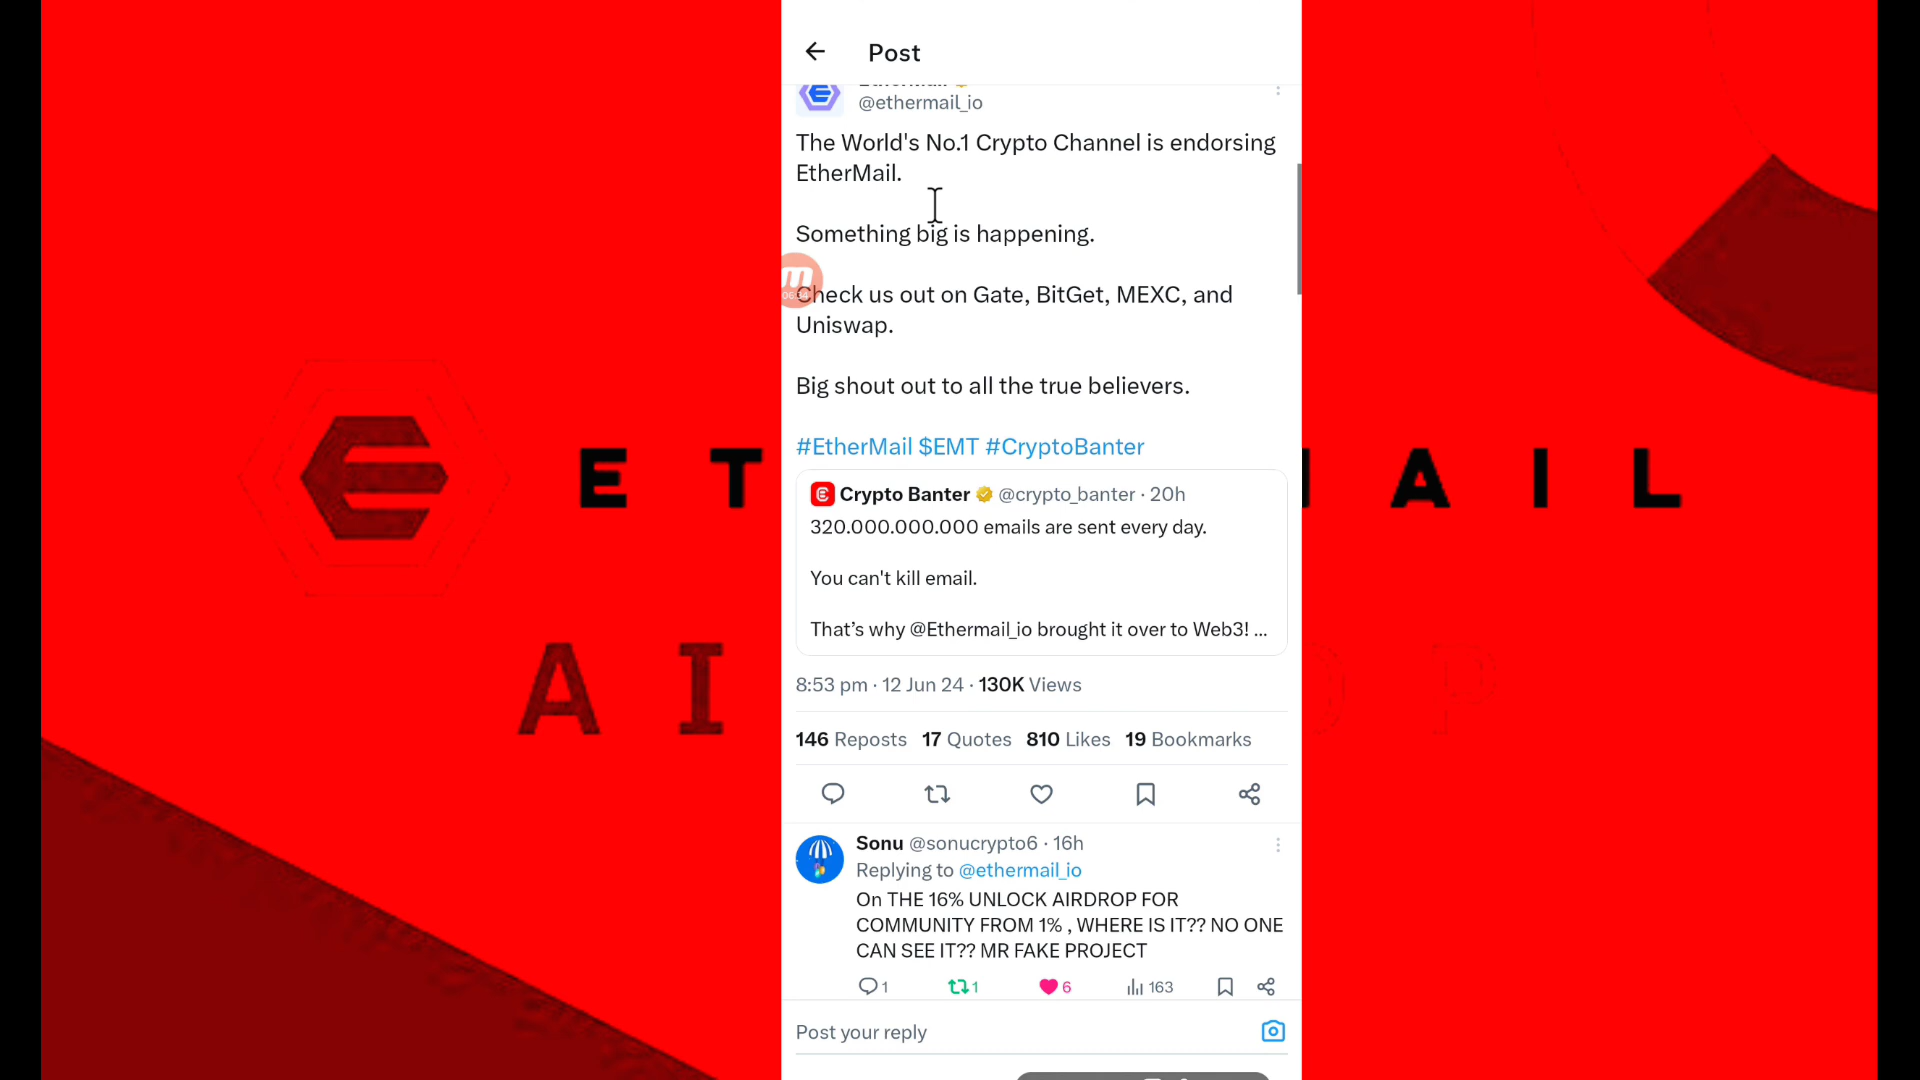 Post
@ethermail_io
The World's No.1 Crypto Channel is endorsing
EtherMail.
Something big is happening.
Check us out on Gate, BitGet, MEXC, and
Uniswap.
Big shout out to all the true believers.
#EtherMail $EMT #CryptoBanter
Crypto Banter @crypto_banter · 20h
320.000.000.000 emails are sent every day.
You can't kill email.
That's why @Ethermail_io brought it over to Web3! ...
8:53 pm · 12 Jun 24 · 130K Views
146 Reposts 17 Quotes 810 Likes 19 Bookmarks
Sonu @sonucrypto6 · 16h
Replying to @ethermail_io
On THE 16% UNLOCK AIRDROP FOR
COMMUNITY FROM 1% , WHERE IS IT?? NO ONE
CAN SEE IT?? MR FAKE PROJECT
1 1 6 163
Post your reply
E T A I L
A I P